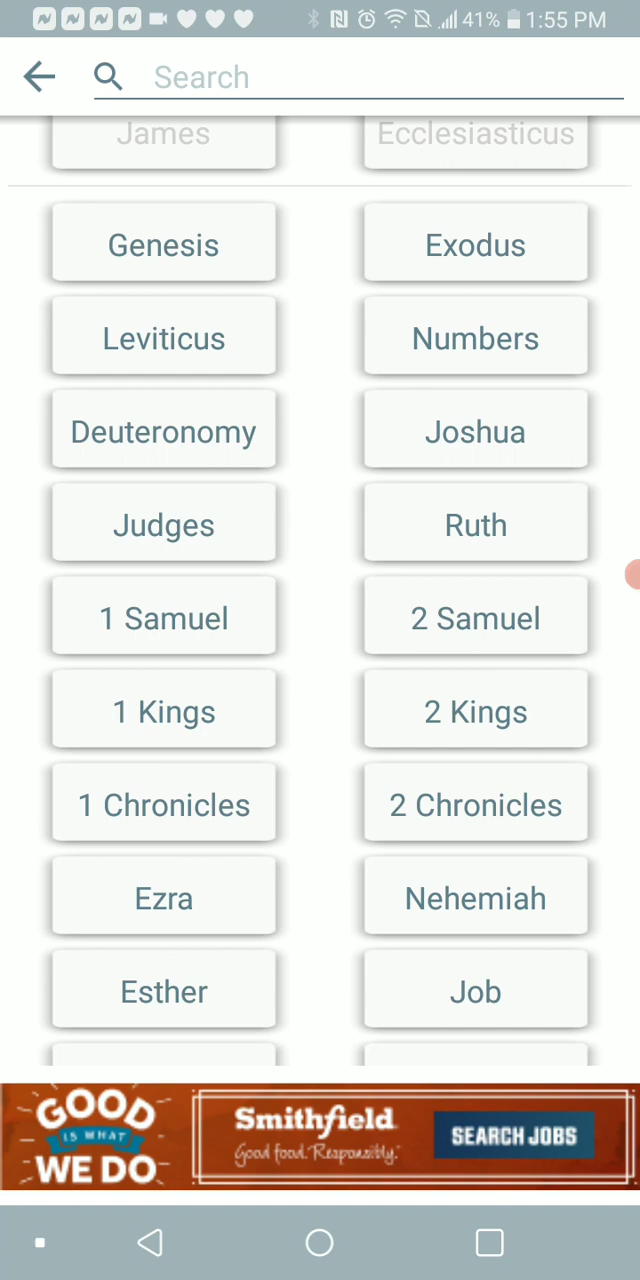 41% 1:55 PM
Search
James Ecclesiasticus
Genesis Exodus
Leviticus Numbers
Deuteronomy Joshua
Judges Ruth
1 Samuel 2 Samuel
1 Kings 2 Kings
1 Chronicles 2 Chronicles
Ezra Nehemiah
Esther Job
GOOD
IS WHAT
WE DO
Smithfield
Good food. Responsibly.
SEARCH JOBS